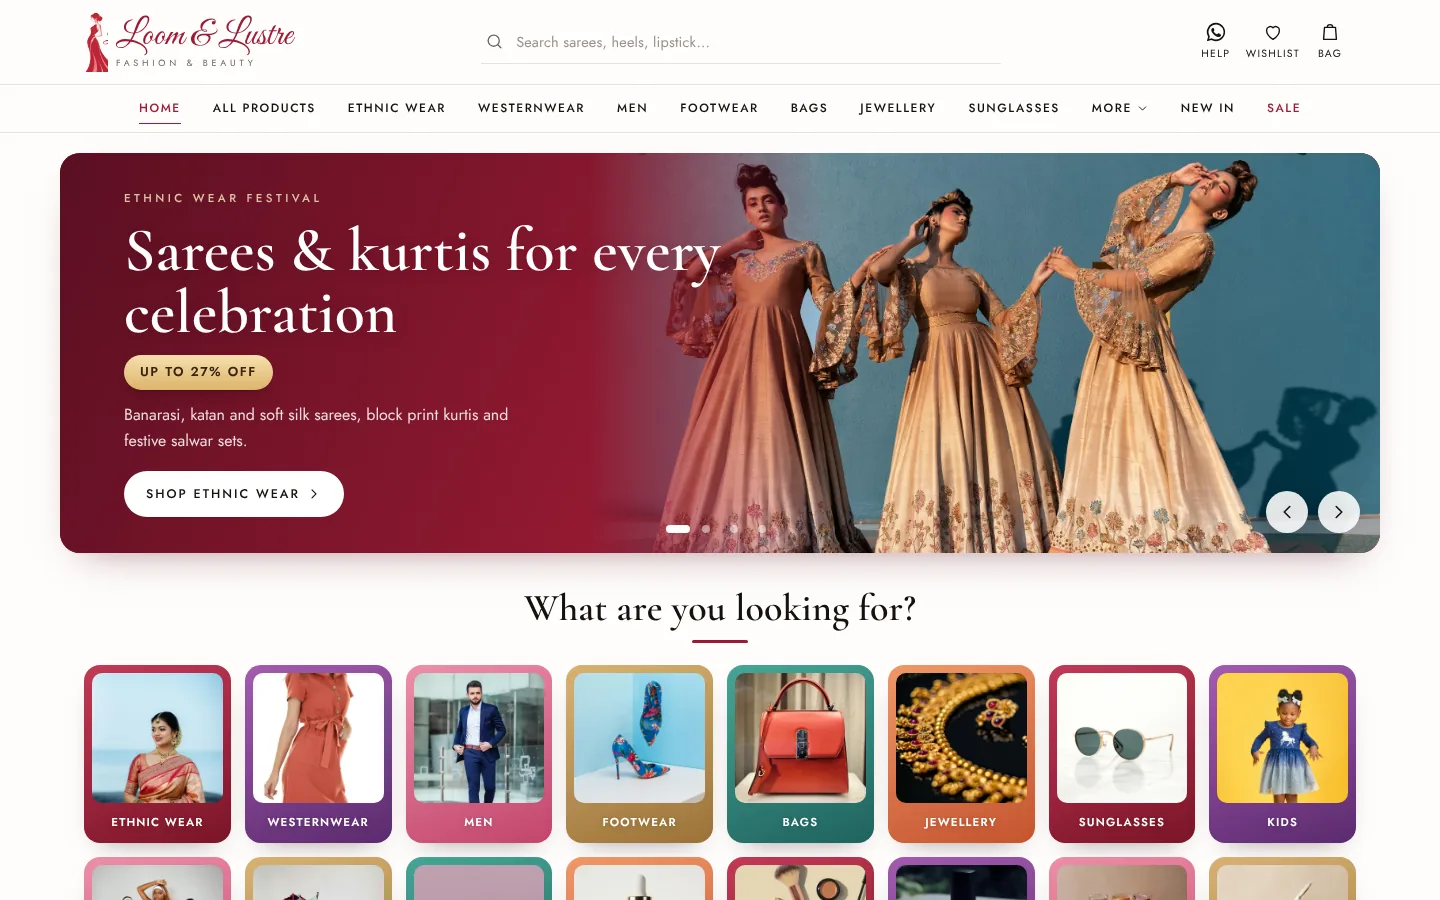 Loom & Lustre
FASHION & BEAUTY
Search sarees, heels, lipstick...
HELP
WISHLIST
BAG
HOME
ALL PRODUCTS
ETHNIC WEAR
WESTERNWEAR
MEN
FOOTWEAR
BAGS
JEWELLERY
SUNGLASSES
MORE
NEW IN
SALE
ETHNIC WEAR FESTIVAL
Sarees & kurtis for every
celebration
UP TO 27% OFF
Banarasi, katan and soft silk sarees, block print kurtis and
festive salwar sets.
SHOP ETHNIC WEAR
What are you looking for?
ETHNIC WEAR
WESTERNWEAR
MEN
FOOTWEAR
BAGS
JEWELLERY
SUNGLASSES
KIDS